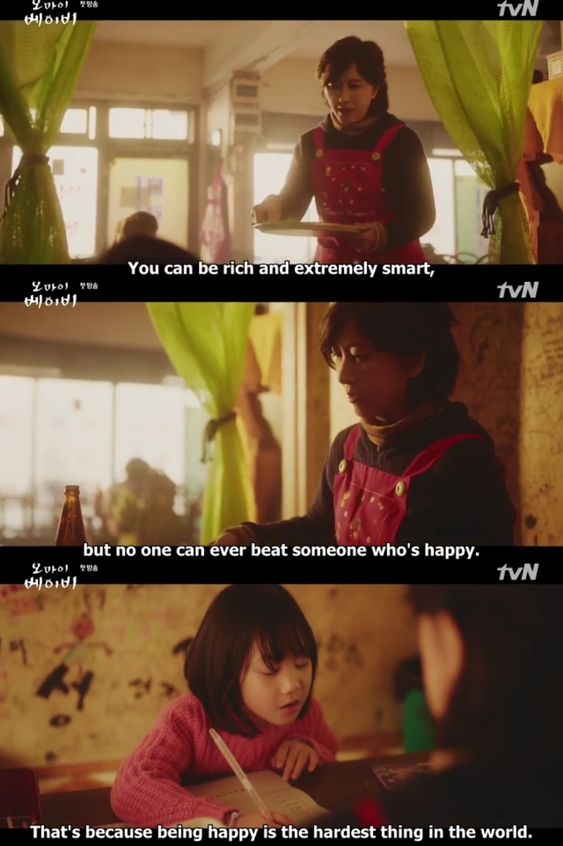 오 마이 첫방송
베이비
tvN
You can be rich and extremely smart,
오 마이 첫방송
베이비
tvN
but no one can ever beat someone who's happy.
오 마이 첫방송
베이비
tvN
That's because being happy is the hardest thing in the world.